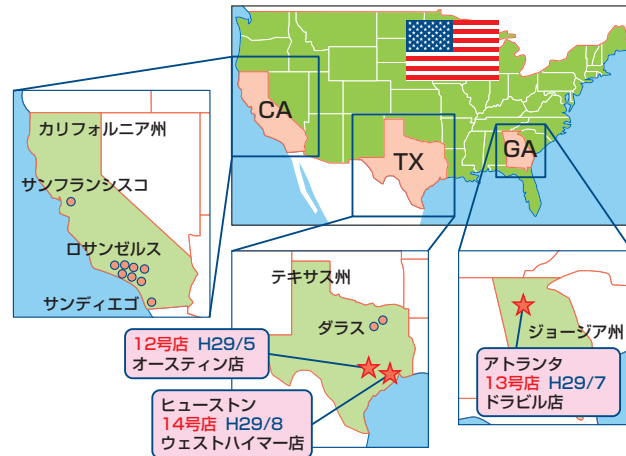 CA
TX
GA
カリフォルニア州
サンフランシスコ
ロサンゼルス
サンディエゴ
テキサス州
ダラス
12号店 H29/5
オースティン店
ヒューストン
14号店 H29/8
ウェストハイマー店
ジョージア州
アトランタ
13号店 H29/7
ドラビル店